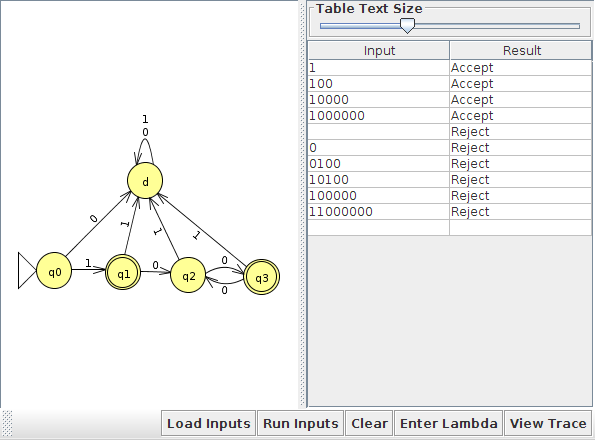 Table Text Size
Input Result
1 Accept
100 Accept
10000 Accept
1000000 Accept
Reject
0 Reject
0100 Reject
10100 Reject
100000 Reject
11000000 Reject
1
0
d
0
1
1
1
q0
1
q1
0
q2
0
0
q3
Load Inputs Run Inputs Clear Enter Lambda View Trace